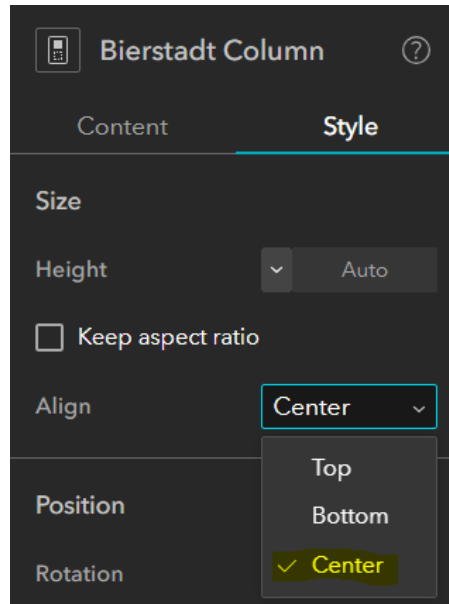 Bierstadt Column ?
Content Style
Size
Height Auto
Keep aspect ratio
Align Center
Top
Position
Bottom
✓ Center
Rotation